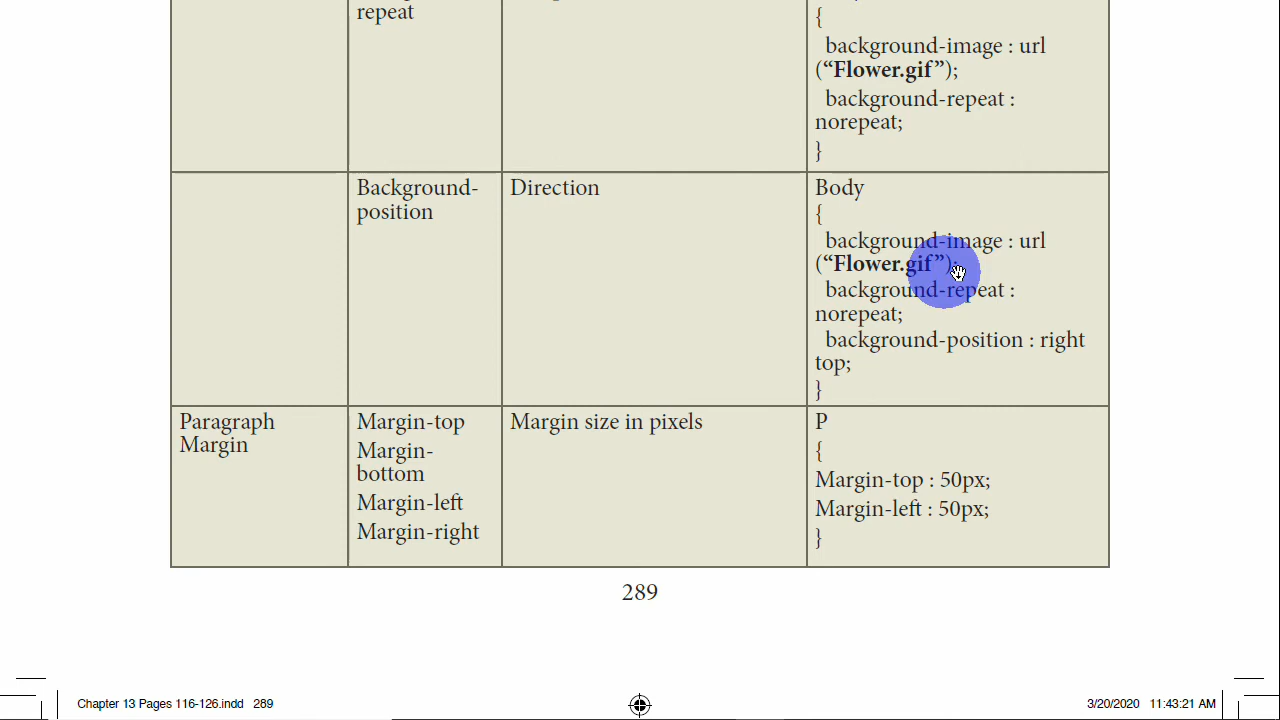 repeat
{
background-image : url
(“Flower.gif”);
background-repeat :
norepeat;
}
Background-
position
Direction
Body
{
background-image : url
(“Flower.gif”);
background-repeat :
norepeat;
background-position : right
top;
}
Paragraph
Margin
Margin-top
Margin-
bottom
Margin-left
Margin-right
Margin size in pixels
P
{
Margin-top : 50px;
Margin-left : 50px;
}
289
Chapter 13 Pages 116-126.indd 289
3/20/2020 11:43:21 AM